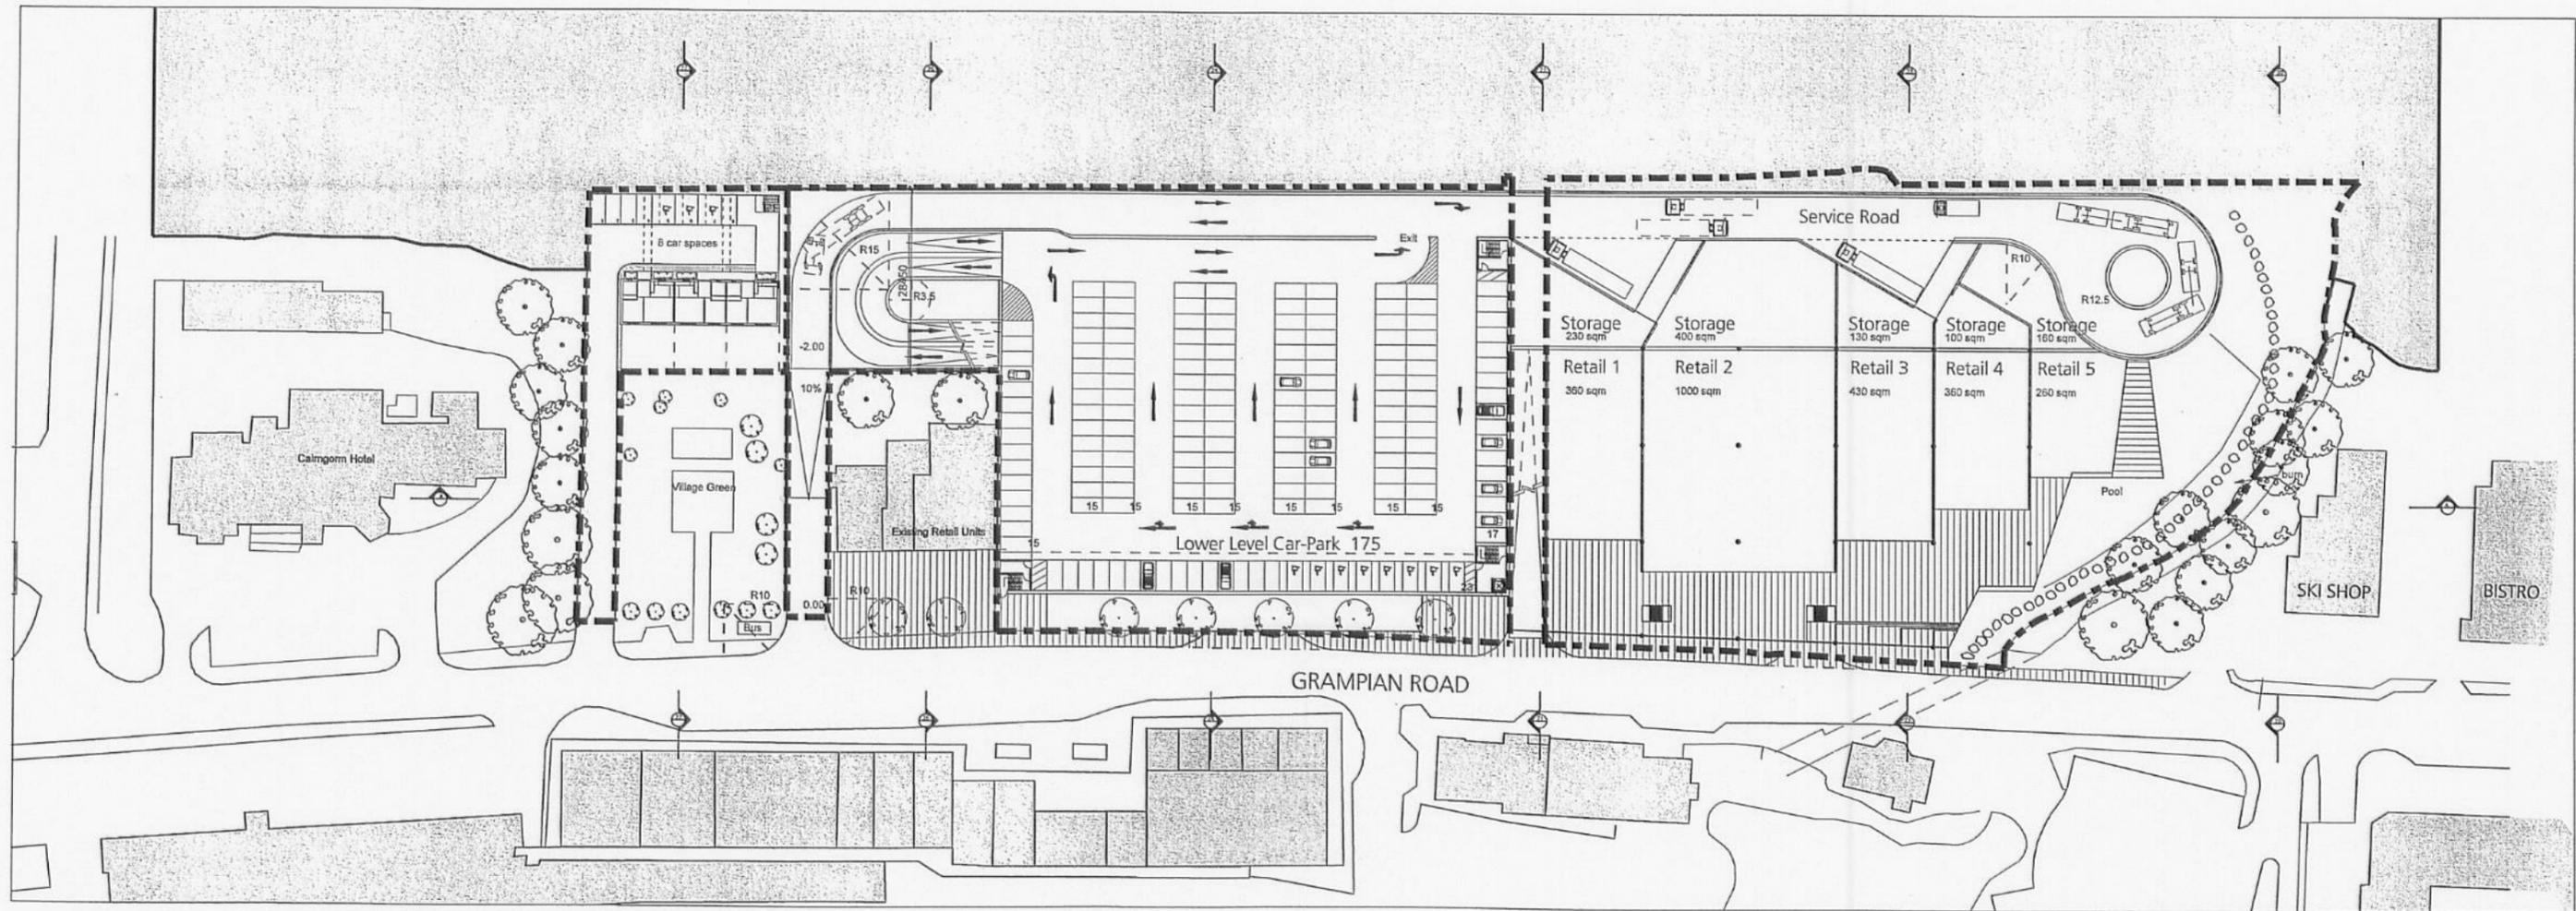 8 car spaces
R15
28450
R3.5
-2.00
10%
0.00
R10
R10
Bus
Cairngorm Hotel
Village Green
Existing Retail Units
Exit
15 15 15 15 15 15 15 15
15
17
23
Lower Level Car-Park 175
Service Road
R10
R12.5
Storage
230 sqm
Storage
400 sqm
Storage
130 sqm
Storage
100 sqm
Storage
160 sqm
Retail 1
360 sqm
Retail 2
1000 sqm
Retail 3
430 sqm
Retail 4
360 sqm
Retail 5
260 sqm
Pool
burn
SKI SHOP
BISTRO
GRAMPIAN ROAD